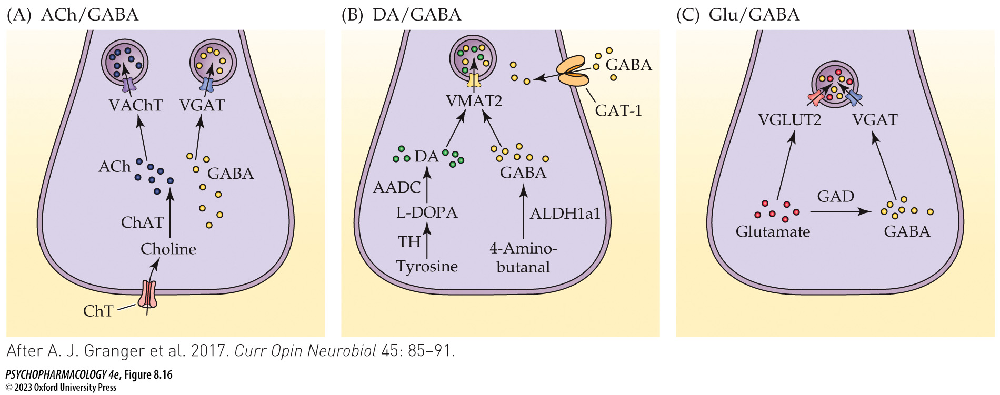 (A) ACh/GABA
VAChT
VGAT
ACh
GABA
ChAT
Choline
ChT
(B) DA/GABA
GABA
VMAT2
GAT-1
DA
GABA
AADC
L-DOPA
ALDH1a1
TH
4-Amino-
butanal
Tyrosine
(C) Glu/GABA
VGLUT2
VGAT
GAD
Glutamate
GABA
After A. J. Granger et al. 2017. Curr Opin Neurobiol 45: 85–91.
PSYCHOPHARMACOLOGY 4e, Figure 8.16
© 2023 Oxford University Press